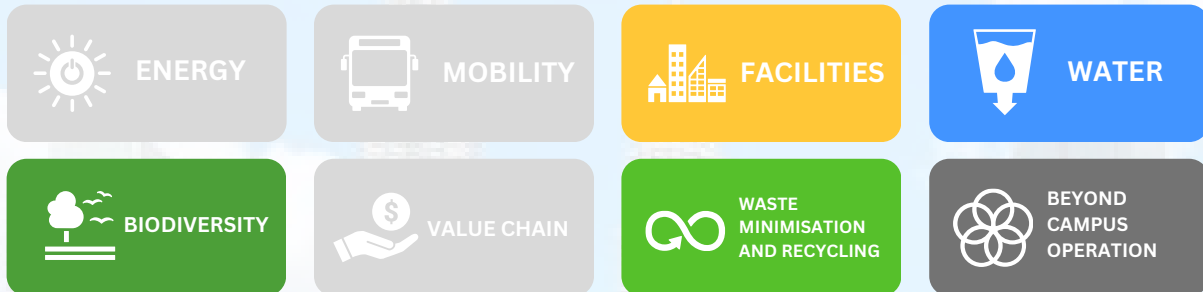 ENERGY
MOBILITY
FACILITIES
WATER
BIODIVERSITY
$
VALUE CHAIN
WASTE
MINIMISATION
AND RECYCLING
BEYOND
CAMPUS
OPERATION